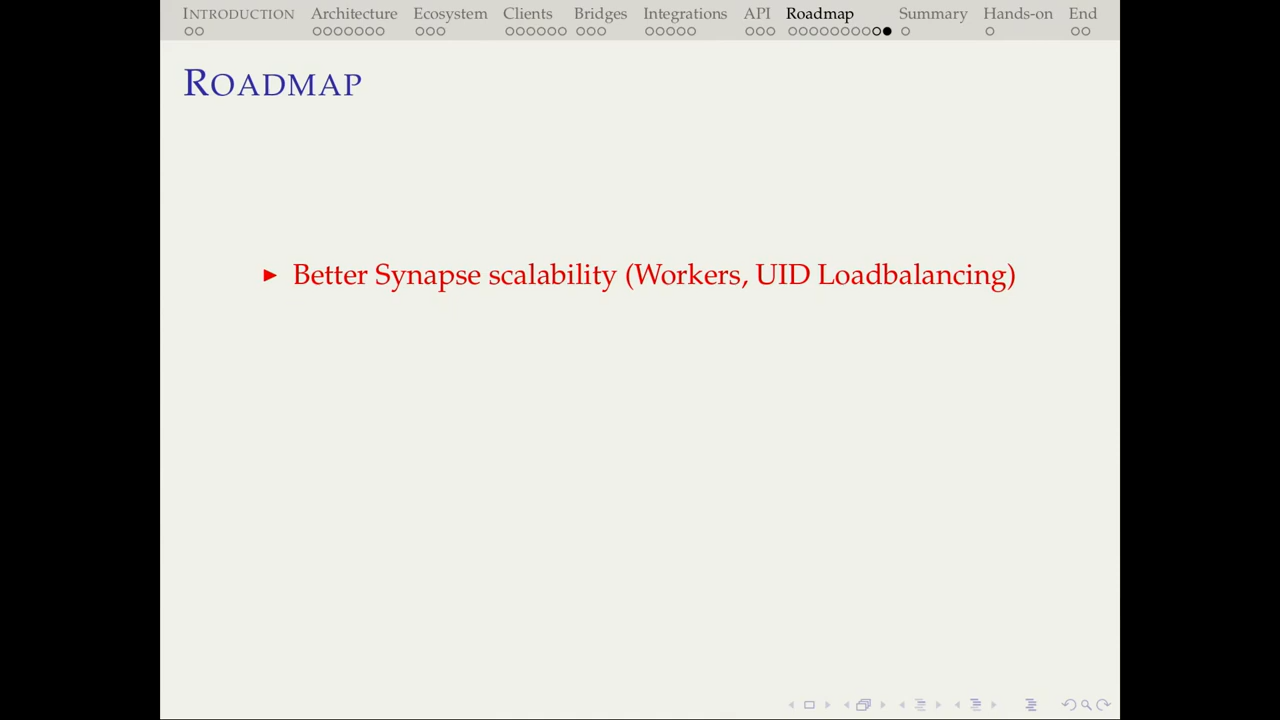 INTRODUCTION Architecture Ecosystem Clients Bridges Integrations API Roadmap Summary Hands-on End
ROADMAP
Better Synapse scalability (Workers, UID Loadbalancing)